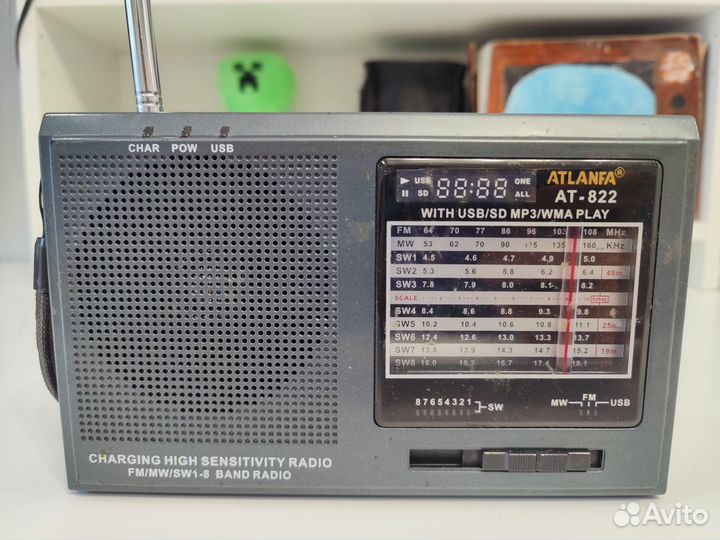 CHAR POW USB
USB 88:88 ONE
SD ALL
ATLANFA®
AT-822
WITH USB/SD MP3/WMA PLAY
FM 64 70 77 86 96 103 108 MHz
MW 53 62 70 90 115 135 160 KHz
SW1 4.5 4.6 4.7 4.9 5.0
SW2 5.3 5.6 5.8 6.2 6.4 49m
SW3 7.8 7.9 8.0 8.1 8.2
SCALE MHz
SW4 8.4 8.6 8.8 9.3 9.8
SW5 10.2 10.4 10.6 10.8 11.1 25m
SW6 12.4 12.6 13.0 13.3 13.7
SW7 13.8 13.9 14.3 14.7 15.2 19m
SW8 16.0 16.2 16.7 17.4 18.1
87654321 SW
MW FM USB
CHARGING HIGH SENSITIVITY RADIO
FM/MW/SW1-8 BAND RADIO
Avito